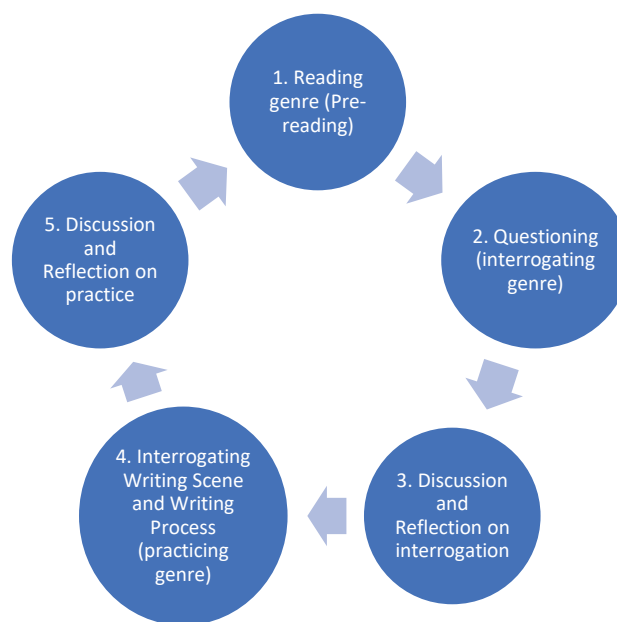 1. Reading
genre (Pre-
reading)
2. Questioning
(interrogating
genre)
3. Discussion
and
Reflection on
interrogation
4. Interrogating
Writing Scene
and Writing
Process
(practicing
genre)
5. Discussion
and
Reflection on
practice